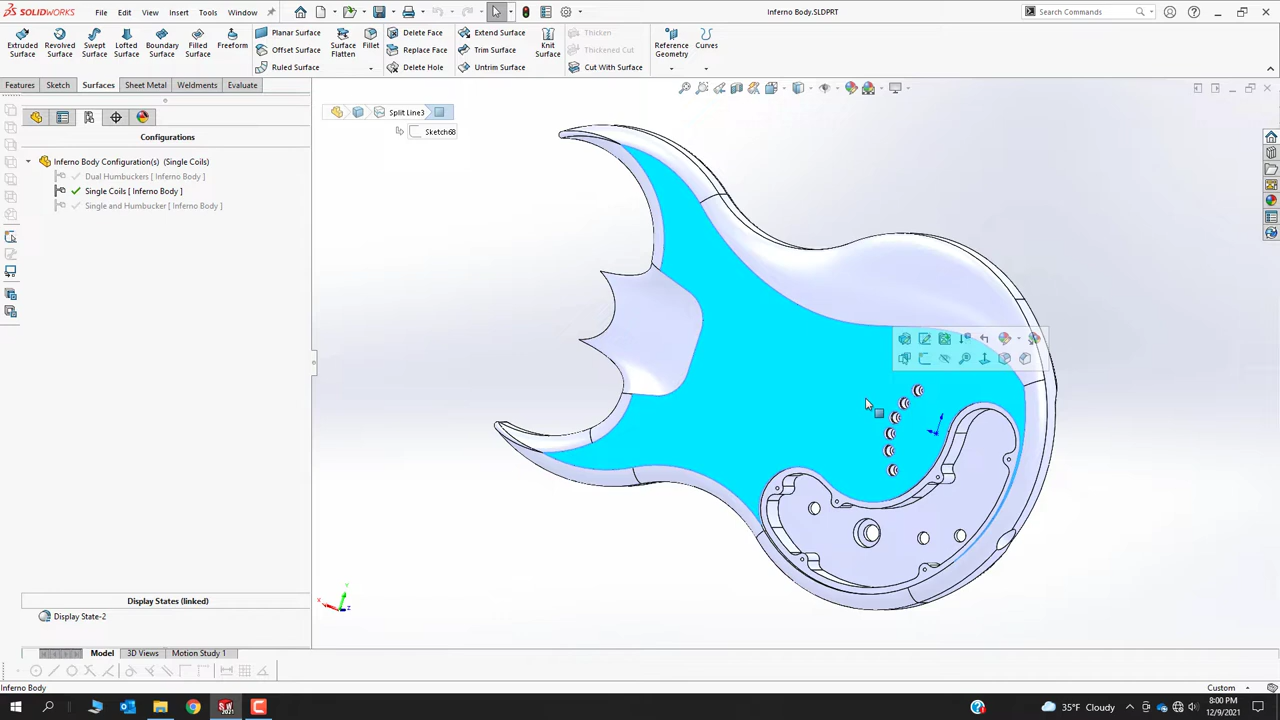 SOLIDWORKS
File
Edit
View
Insert
Tools
Window
Inferno Body.SLDPRT
Search Commands
Extruded Surface
Revolved Surface
Swept Surface
Lofted Surface
Boundary Surface
Filled Surface
Freeform
Planar Surface
Offset Surface
Ruled Surface
Surface Flatten
Fillet
Delete Face
Replace Face
Delete Hole
Extend Surface
Trim Surface
Untrim Surface
Knit Surface
Thicken
Thickened Cut
Cut With Surface
Reference Geometry
Curves
Features
Sketch
Surfaces
Sheet Metal
Weldments
Evaluate
Split Line3
Sketch68
Configurations
Inferno Body Configuration(s) (Single Coils)
Dual Humbuckers [ Inferno Body ]
Single Coils [ Inferno Body ]
Single and Humbucker [ Inferno Body ]
Display States (linked)
Display State-2
Model
3D Views
Motion Study 1
Inferno Body
Custom
35°F Cloudy
8:00 PM
12/9/2021